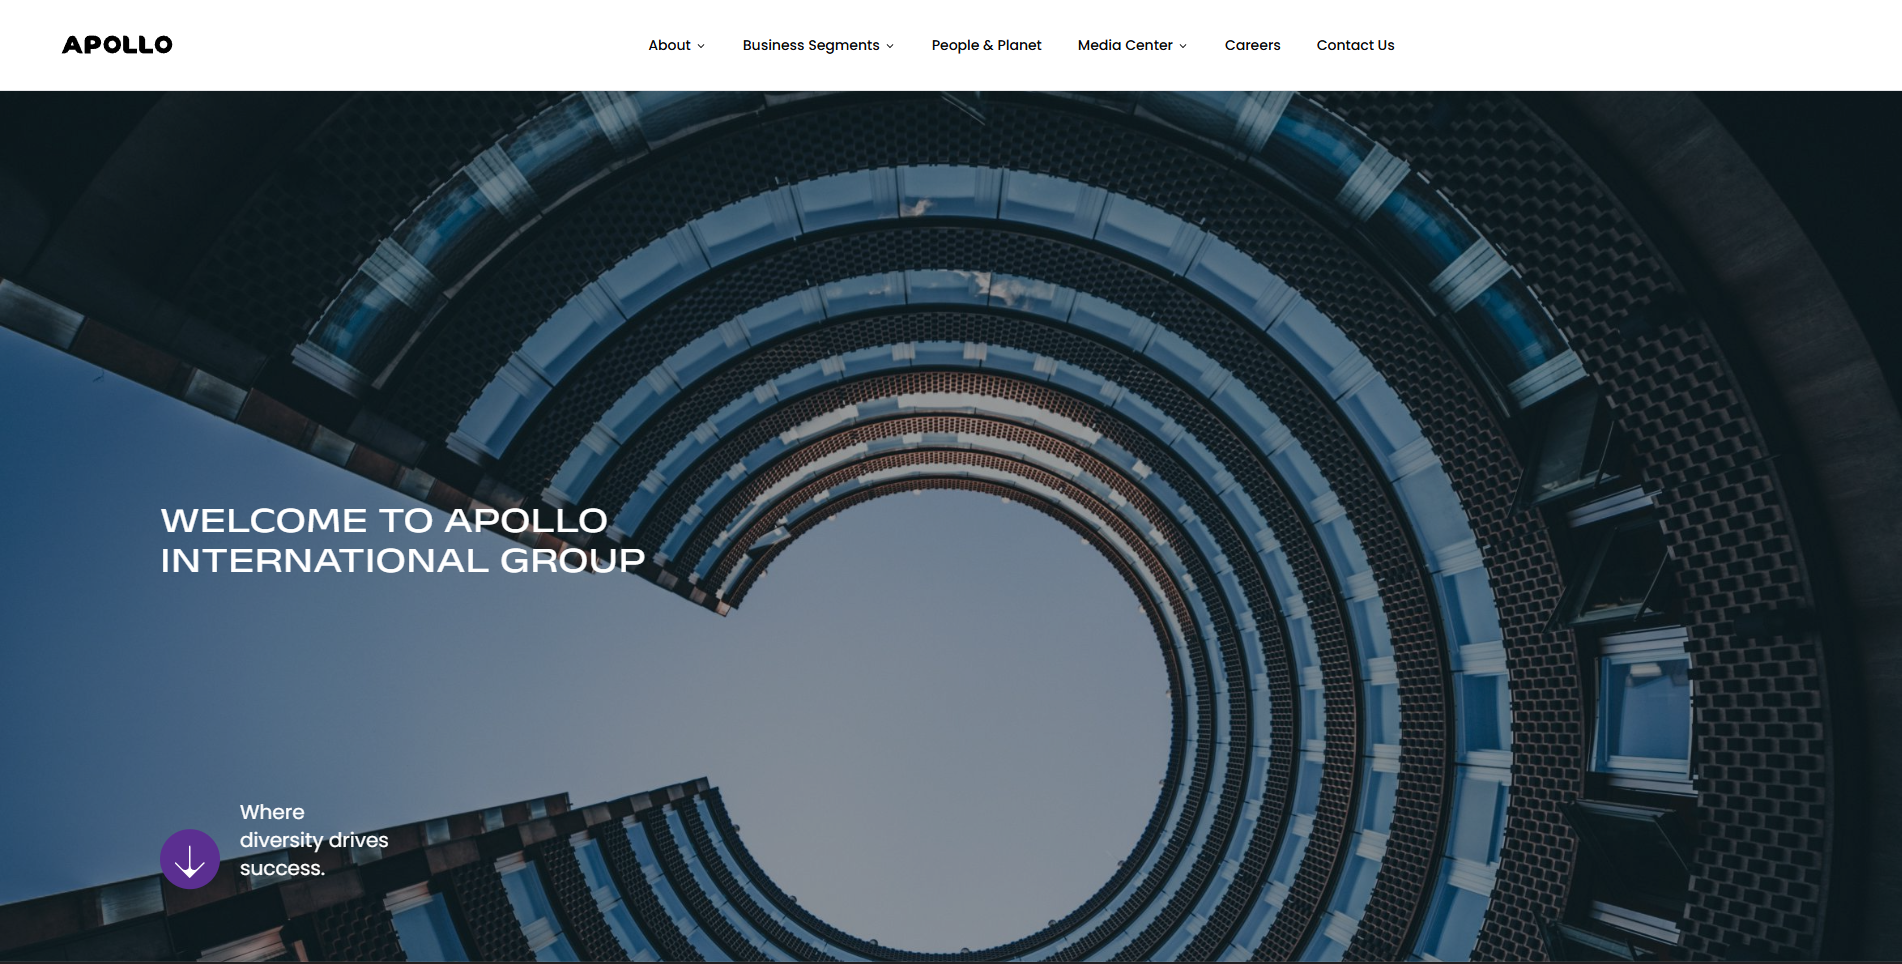 APOLLO
About
Business Segments
People & Planet
Media Center
Careers
Contact Us
WELCOME TO APOLLO
INTERNATIONAL GROUP
Where
diversity drives
success.